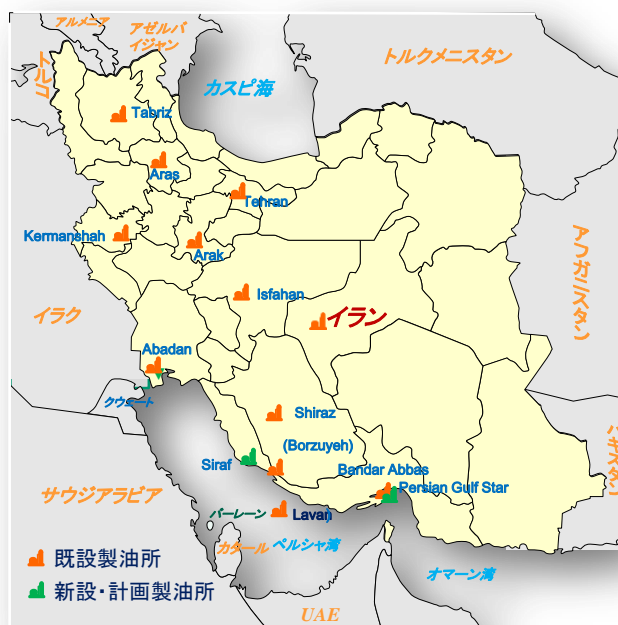 アルメニア
アゼルバ
イジャン
トルコ
トルクメニスタン
カスピ海
Tabriz
Aras
Tehran
Kermanshah
Arak
アフガニスタン
Isfahan
イラン
イラク
Abadan
クウェート
Shiraz
(Borzuyeh)
パキスタン
Siraf
Bandar Abbas
Persian Gulf Star
サウジアラビア
バーレーン
Lavan
カタール
ペルシャ湾
既設製油所
オマーン湾
新設・計画製油所
UAE